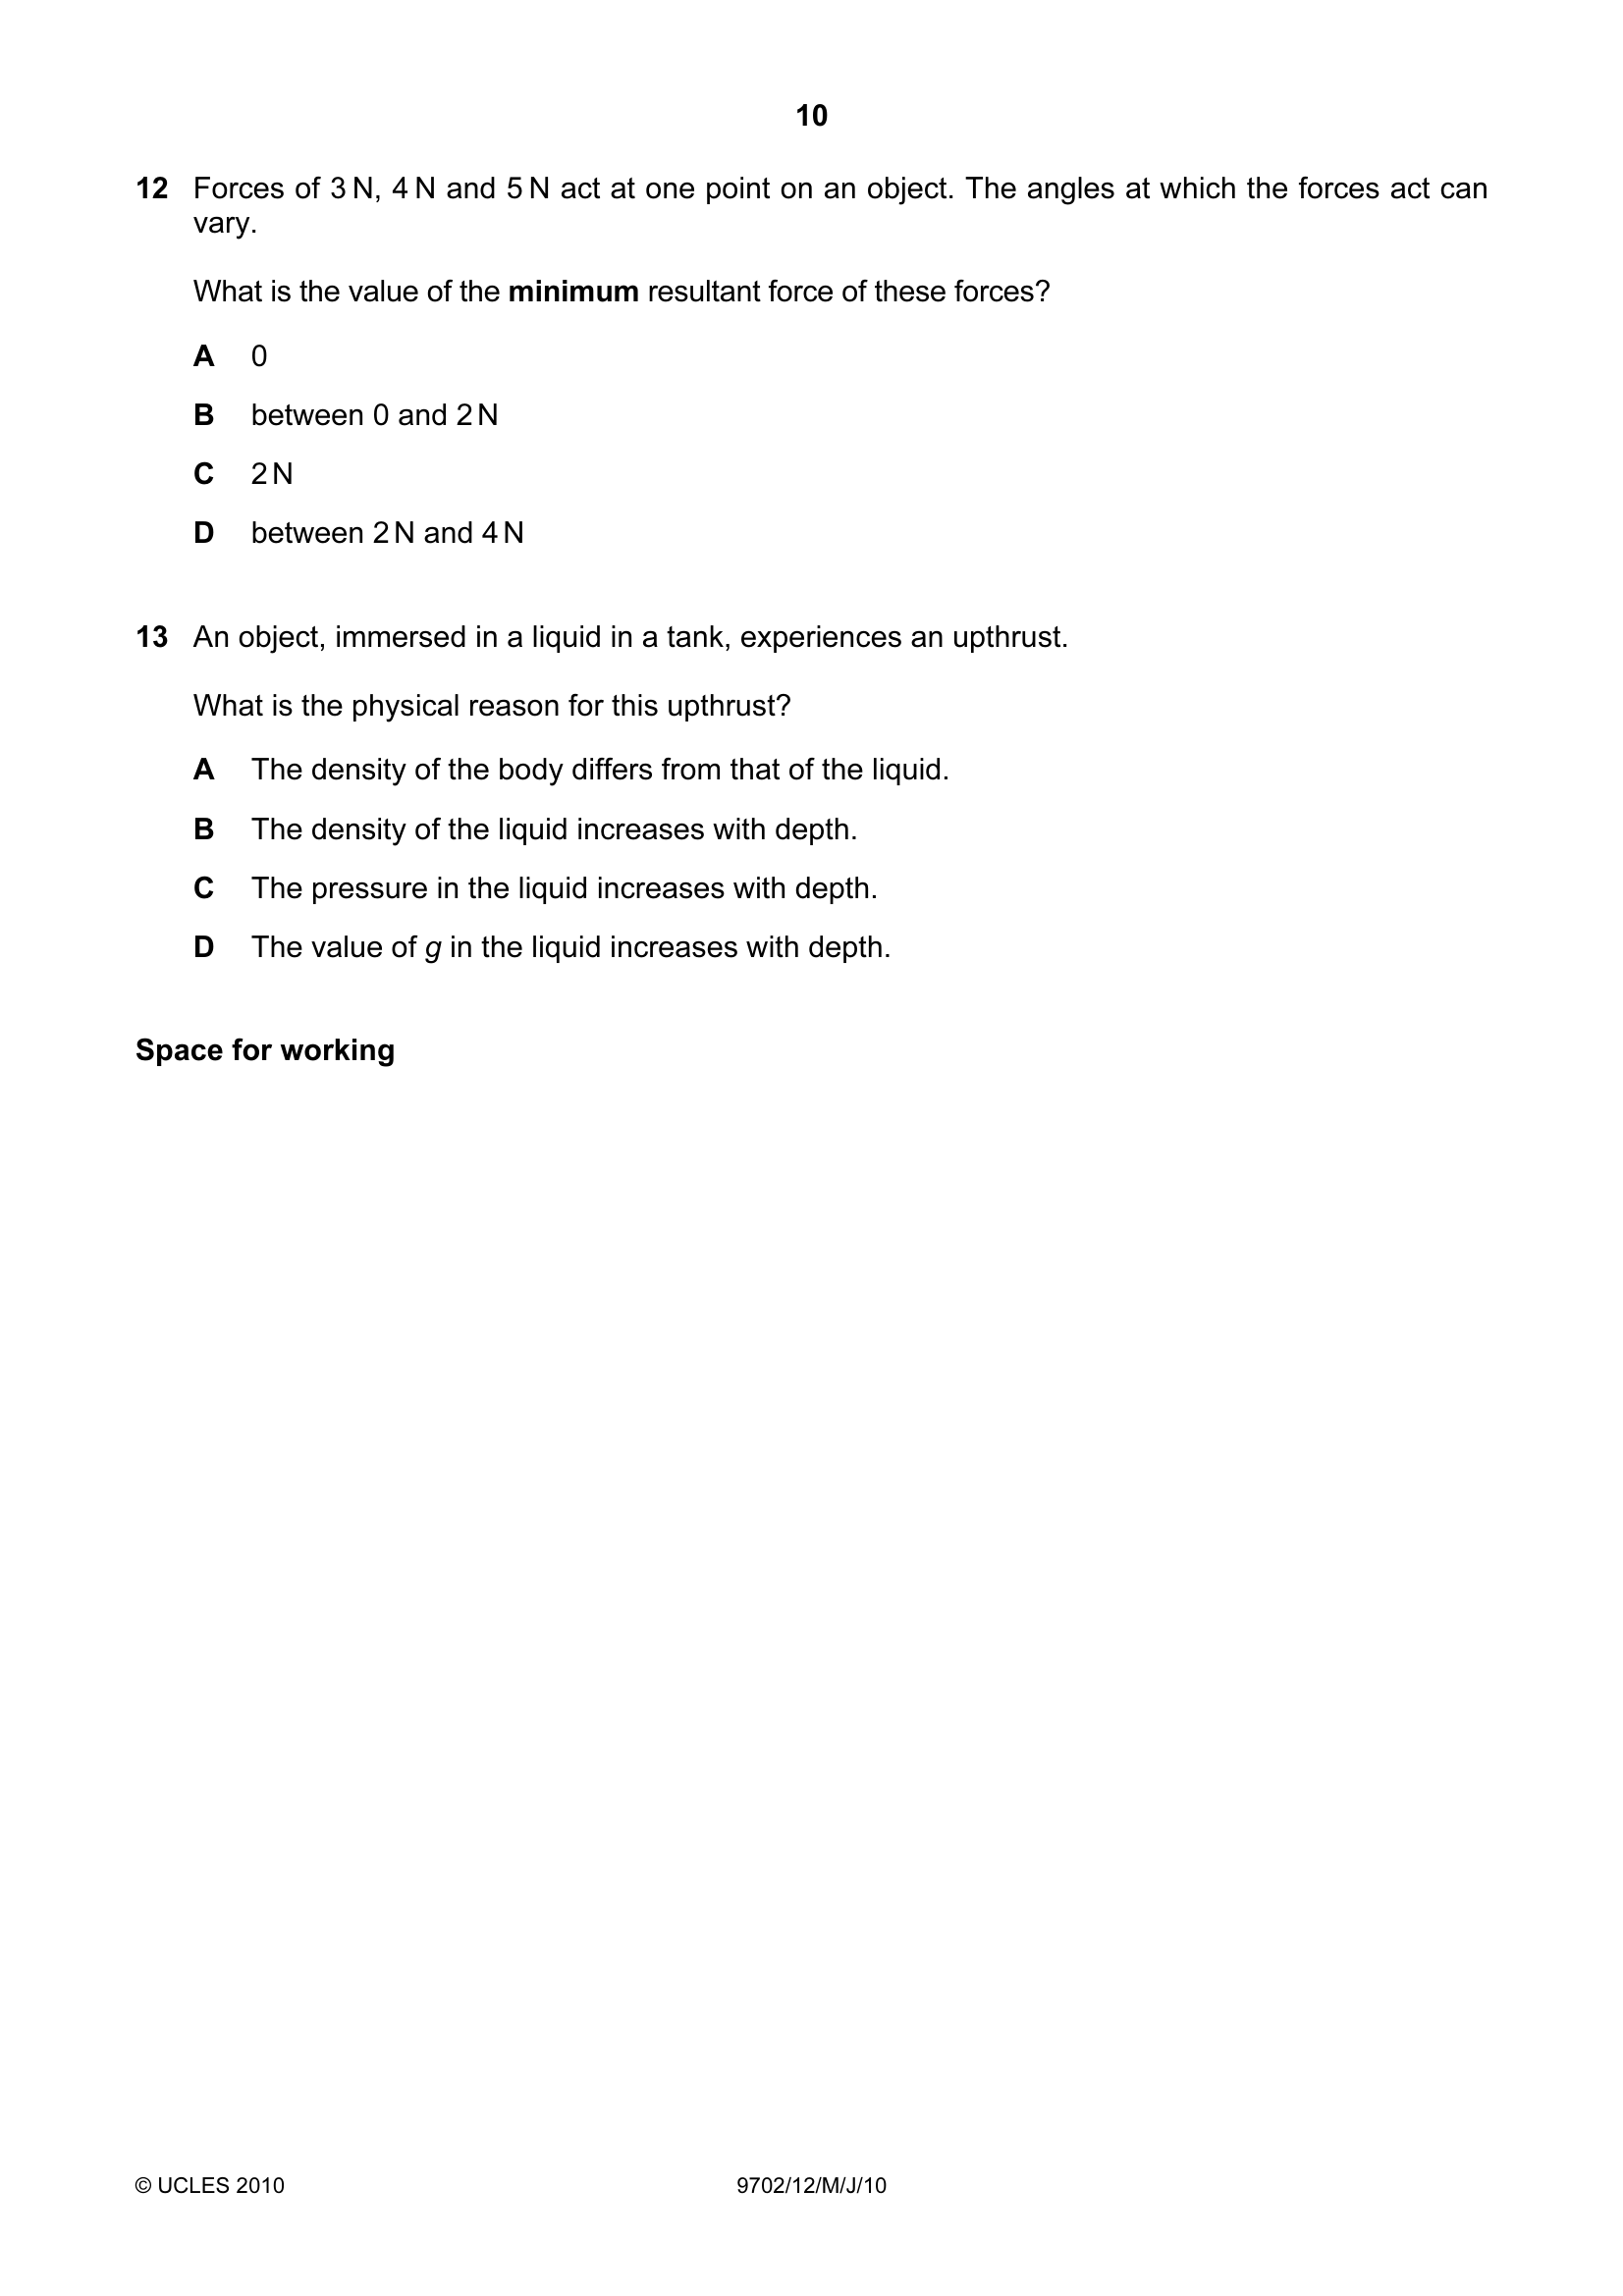 10
12 Forces of 3 N, 4 N and 5 N act at one point on an object. The angles at which the forces act can
vary.
What is the value of the minimum resultant force of these forces?
A 0
B between 0 and 2 N
C 2 N
D between 2 N and 4 N
13 An object, immersed in a liquid in a tank, experiences an upthrust.
What is the physical reason for this upthrust?
A The density of the body differs from that of the liquid.
B The density of the liquid increases with depth.
C The pressure in the liquid increases with depth.
D The value of g in the liquid increases with depth.
Space for working
© UCLES 2010 9702/12/M/J/10